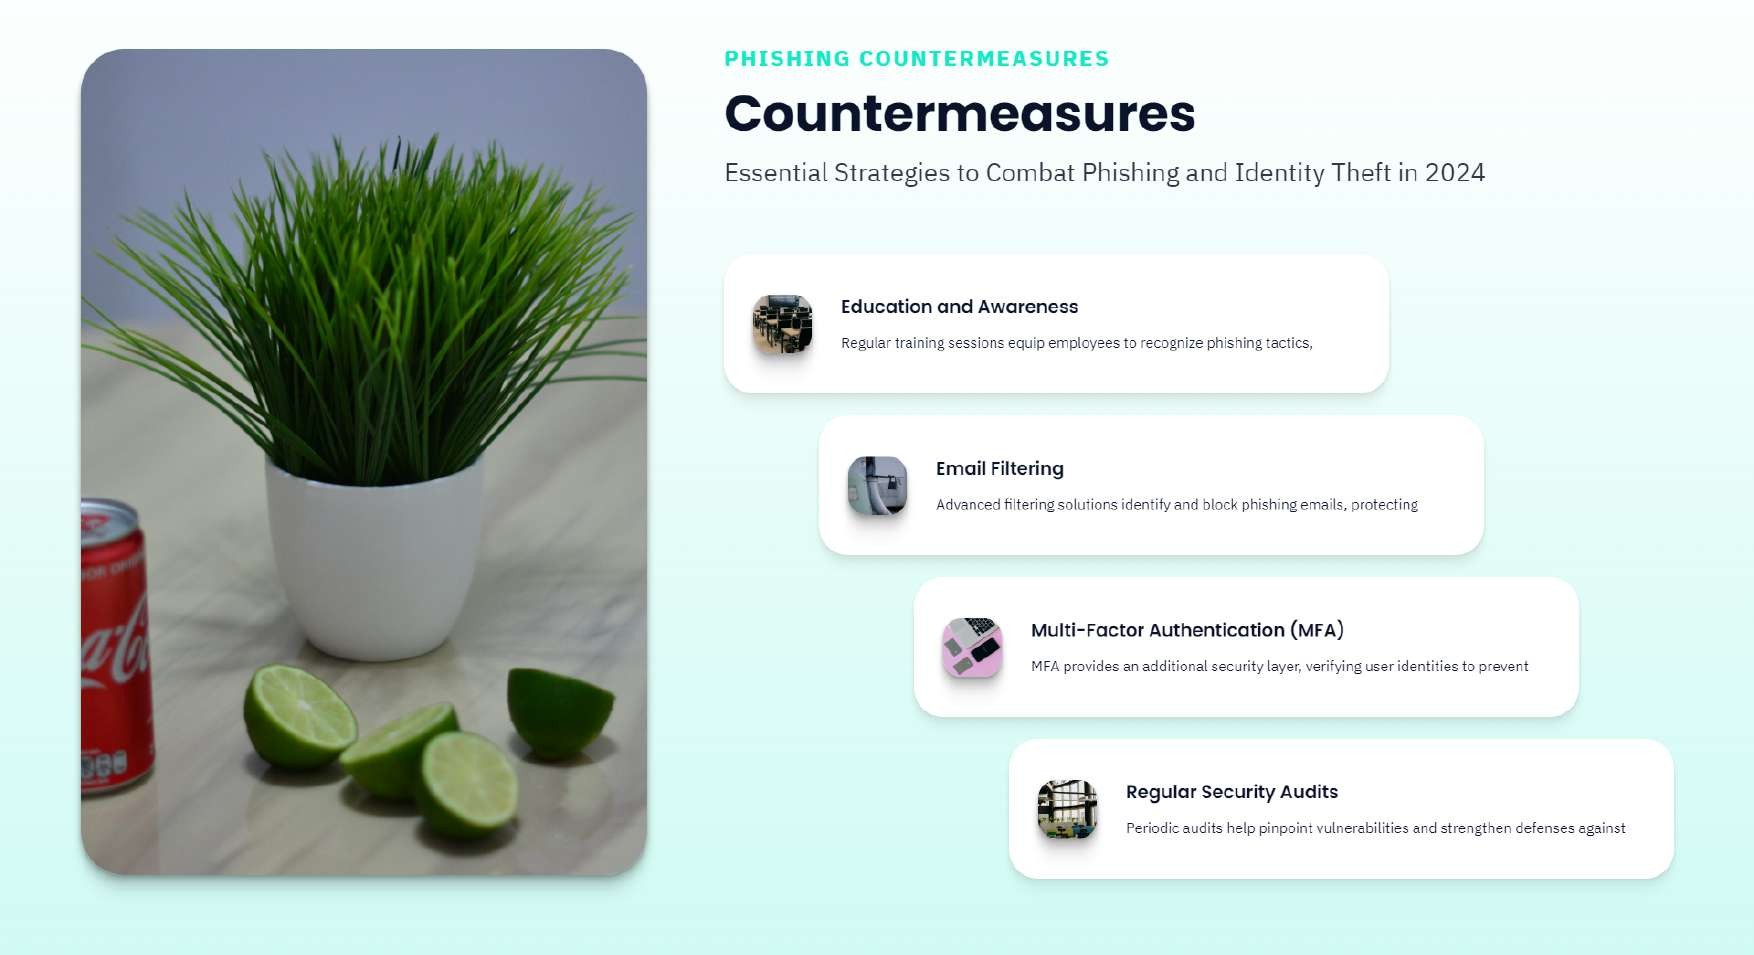 PHISHING COUNTERMEASURES
Countermeasures
Essential Strategies to Combat Phishing and Identity Theft in 2024
Education and Awareness
Regular training sessions equip employees to recognize phishing tactics,
Email Filtering
Advanced filtering solutions identify and block phishing emails, protecting
Multi-Factor Authentication (MFA)
MFA provides an additional security layer, verifying user identities to prevent
Regular Security Audits
Periodic audits help pinpoint vulnerabilities and strengthen defenses against